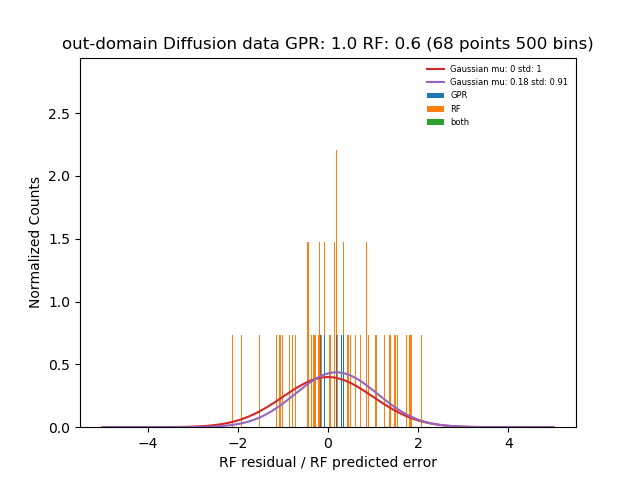 out-domain Diffusion data GPR: 1.0 RF: 0.6 (68 points 500 bins)
Gaussian mu: 0 std: 1
Gaussian mu: 0.18 std: 0.91
GPR
RF
both
Normalized Counts
2.5
2.0
1.5
1.0
0.5
0.0
−4
−2
0
2
4
RF residual / RF predicted error